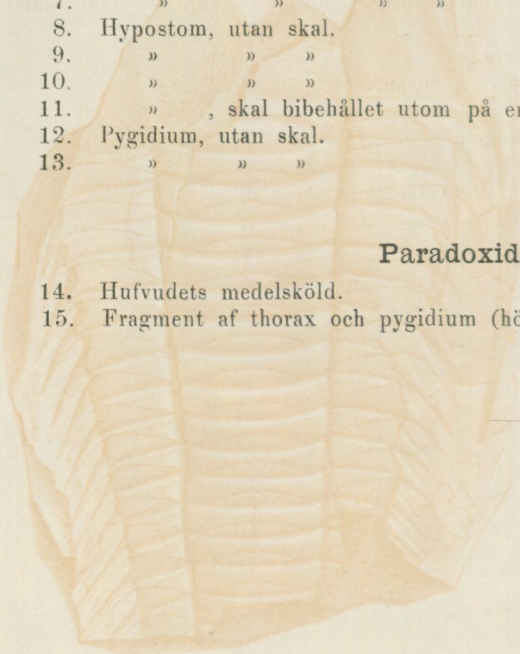 7. » » » »
8. Hypostom, utan skal.
9. » » »
10. » » »
11. » , skal bibehållet utom på
12. Pygidium, utan skal.
13. » » »
Paradoxid
14. Hufvudets medelsköld.
15. Fragment af thorax och pygidium